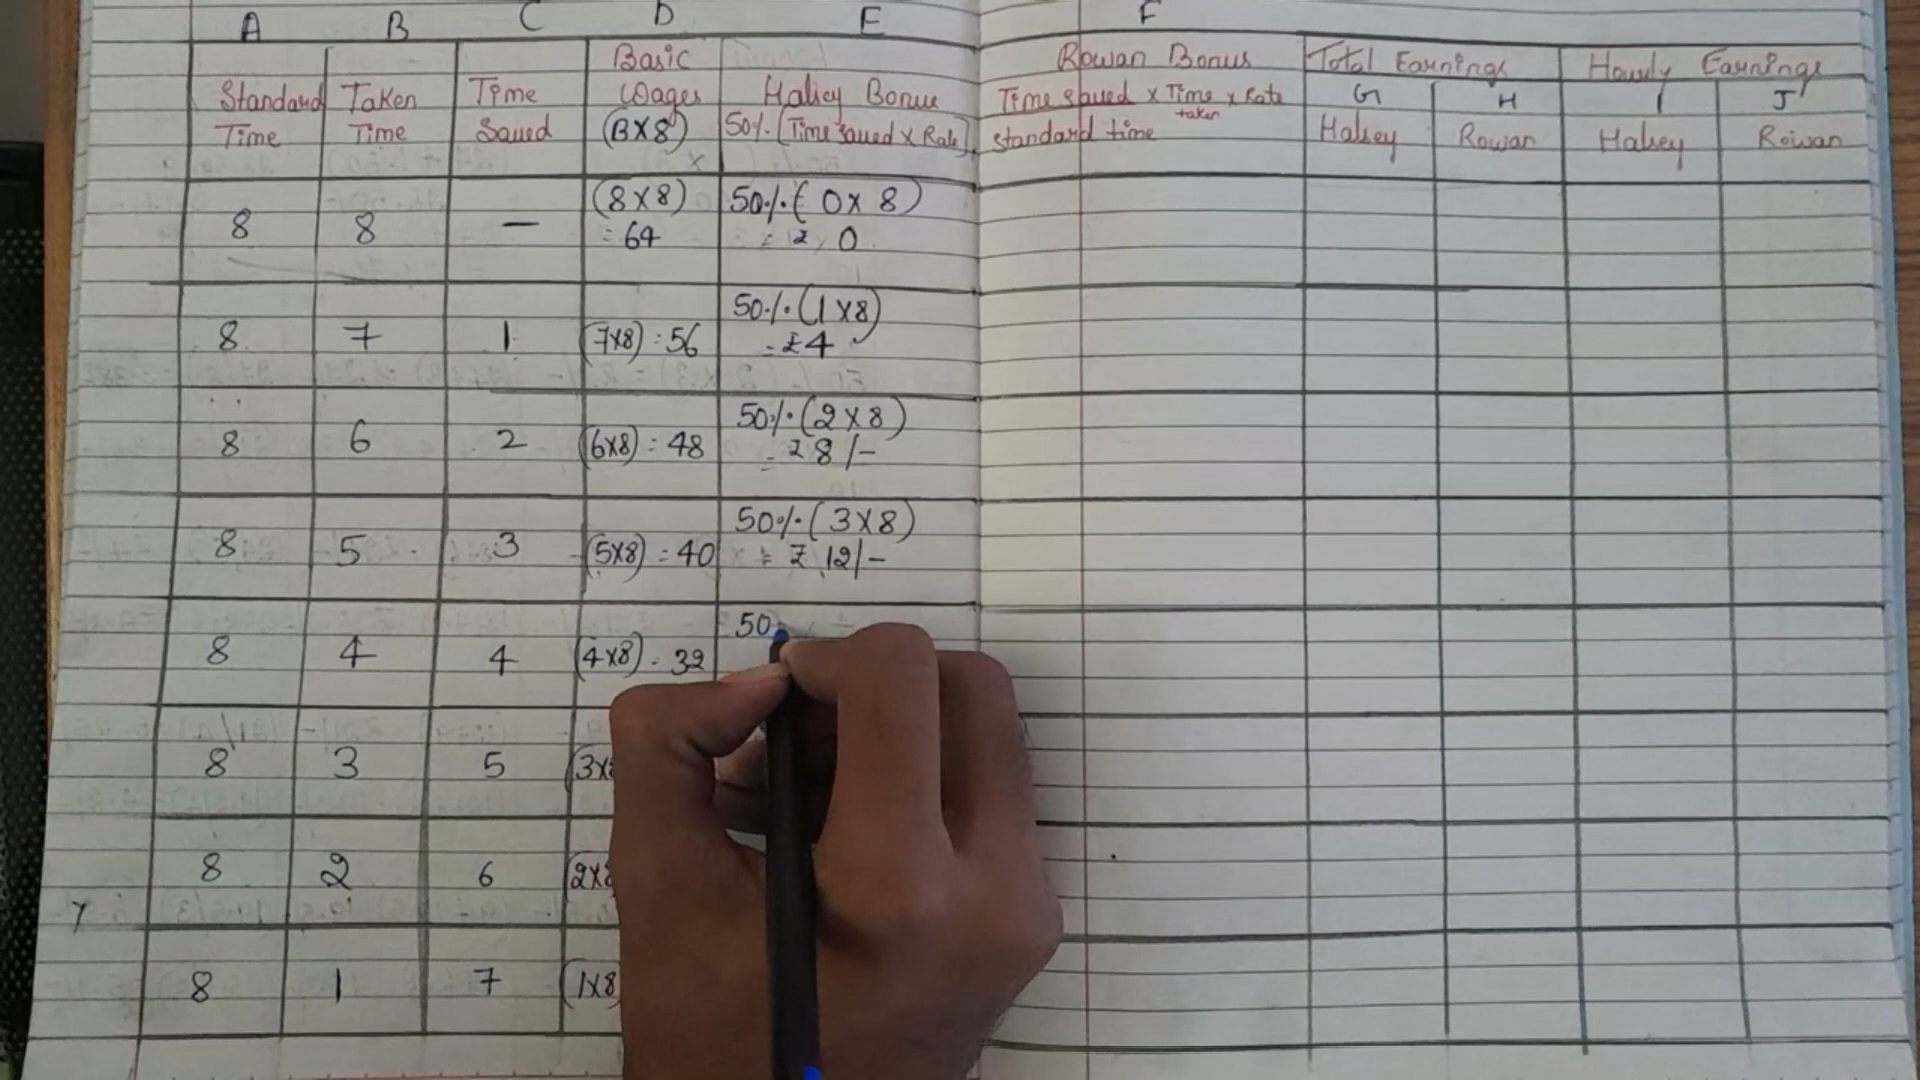 A B C D E F
Standard Time
Taken Time
Time Saved
Basic Wages (B×8)
Halsey Bonus
50%.[Time saved × Rate]
Rowan Bonus
Time saved × Time taken × Rate
standard time
Total Earnings
G H
Halsey Rowan
Hourly Earnings
I J
Halsey Rowan
8 8 — (8×8) = 64 50%.(0×8) = ₹ 0
8 7 1 (7×8) = 56 50%.(1×8) = ₹4
8 6 2 (6×8) = 48 50%.(2×8) = ₹8/-
8 5 3 (5×8) = 40 50%.(3×8) = ₹12/-
8 4 4 (4×8) = 32 50
8 3 5 (3×
8 2 6 (2×8
8 1 7 (1×8